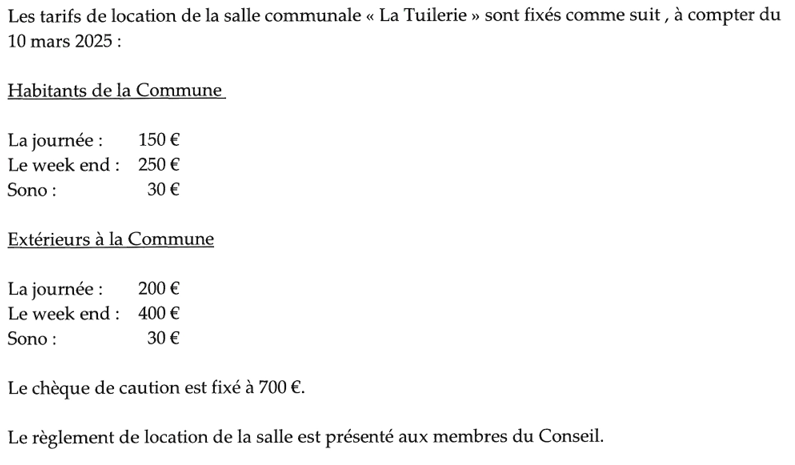 Les tarifs de location de la salle communale « La Tuilerie » sont fixés comme suit , à compter du
10 mars 2025 :
Habitants de la Commune
La journée : 150 €
Le week end : 250 €
Sono : 30 €
Extérieurs à la Commune
La journée : 200 €
Le week end : 400 €
Sono : 30 €
Le chèque de caution est fixé à 700 €.
Le règlement de location de la salle est présenté aux membres du Conseil.